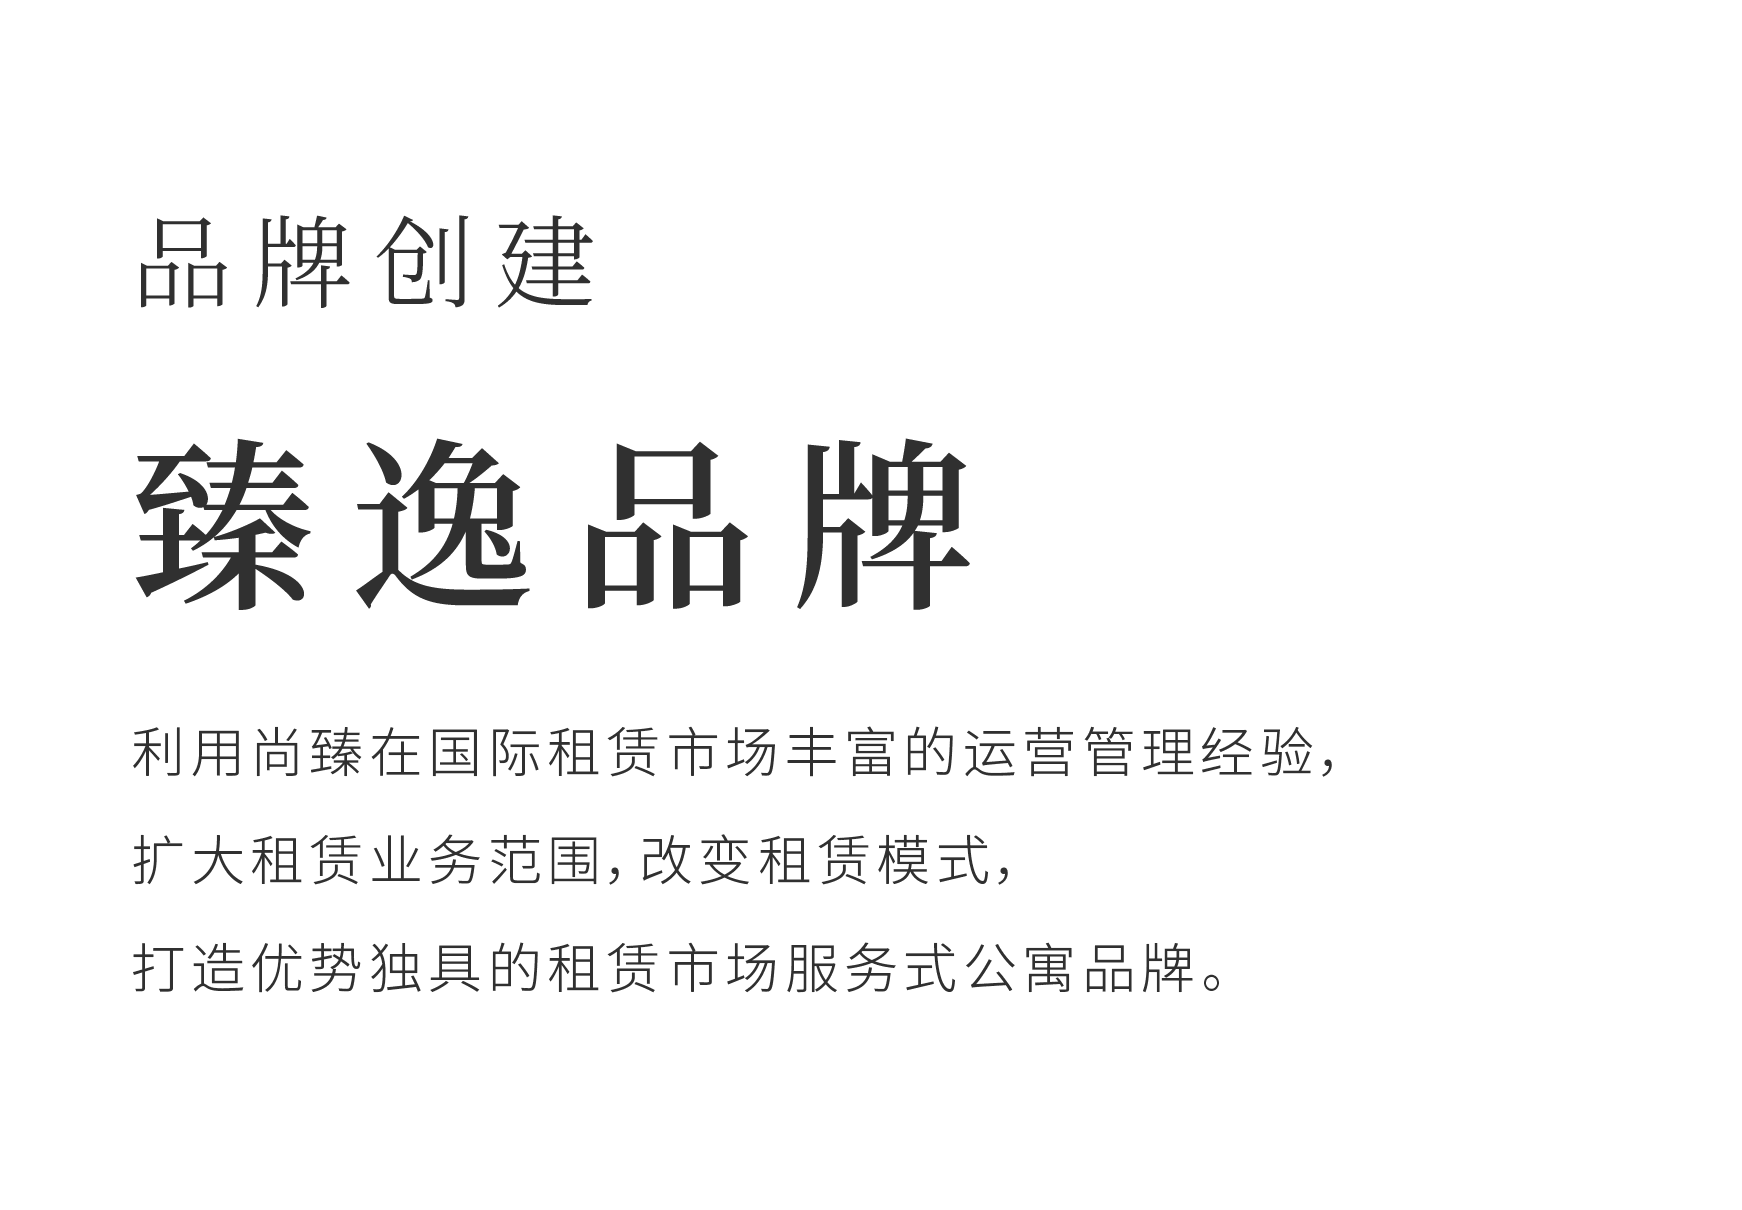 品牌创建
臻逸品牌
利用尚臻在国际租赁市场丰富的运营管理经验，
扩大租赁业务范围，改变租赁模式，
打造优势独具的租赁市场服务式公寓品牌。